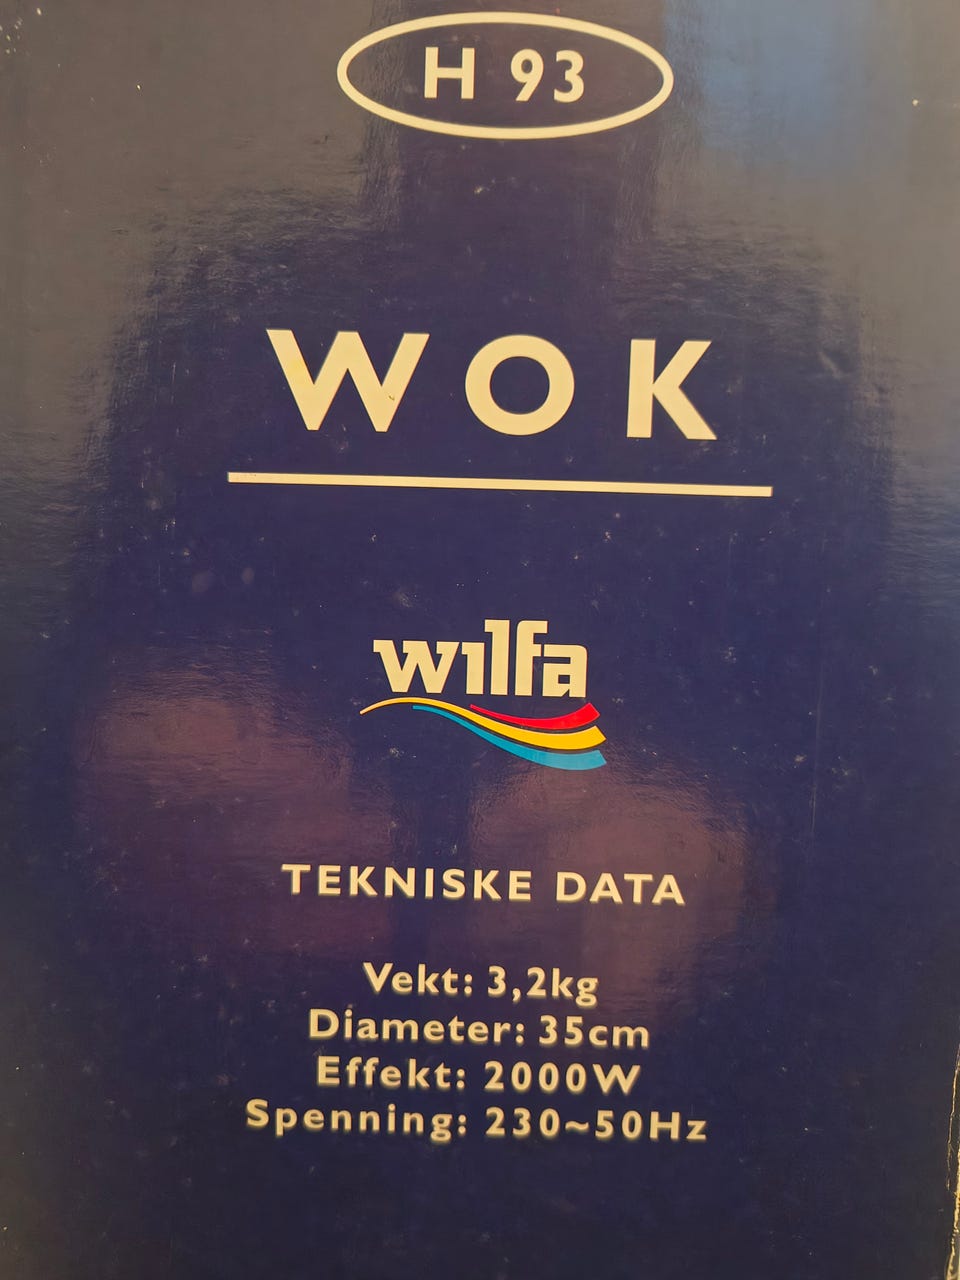 H 93
WOK
wilfa
TEKNISKE DATA
Vekt: 3,2kg
Diameter: 35cm
Effekt: 2000W
Spenning: 230~50Hz